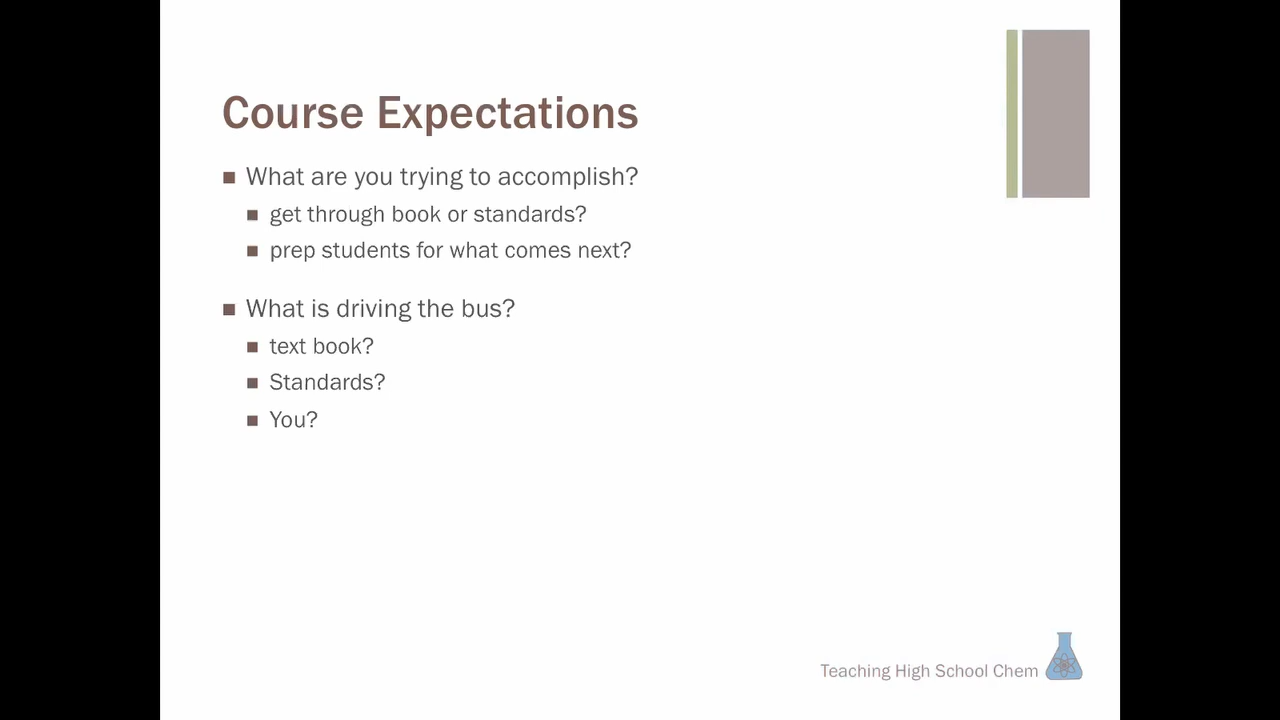 Course Expectations
What are you trying to accomplish?
get through book or standards?
prep students for what comes next?
What is driving the bus?
text book?
Standards?
You?
Teaching High School Chem